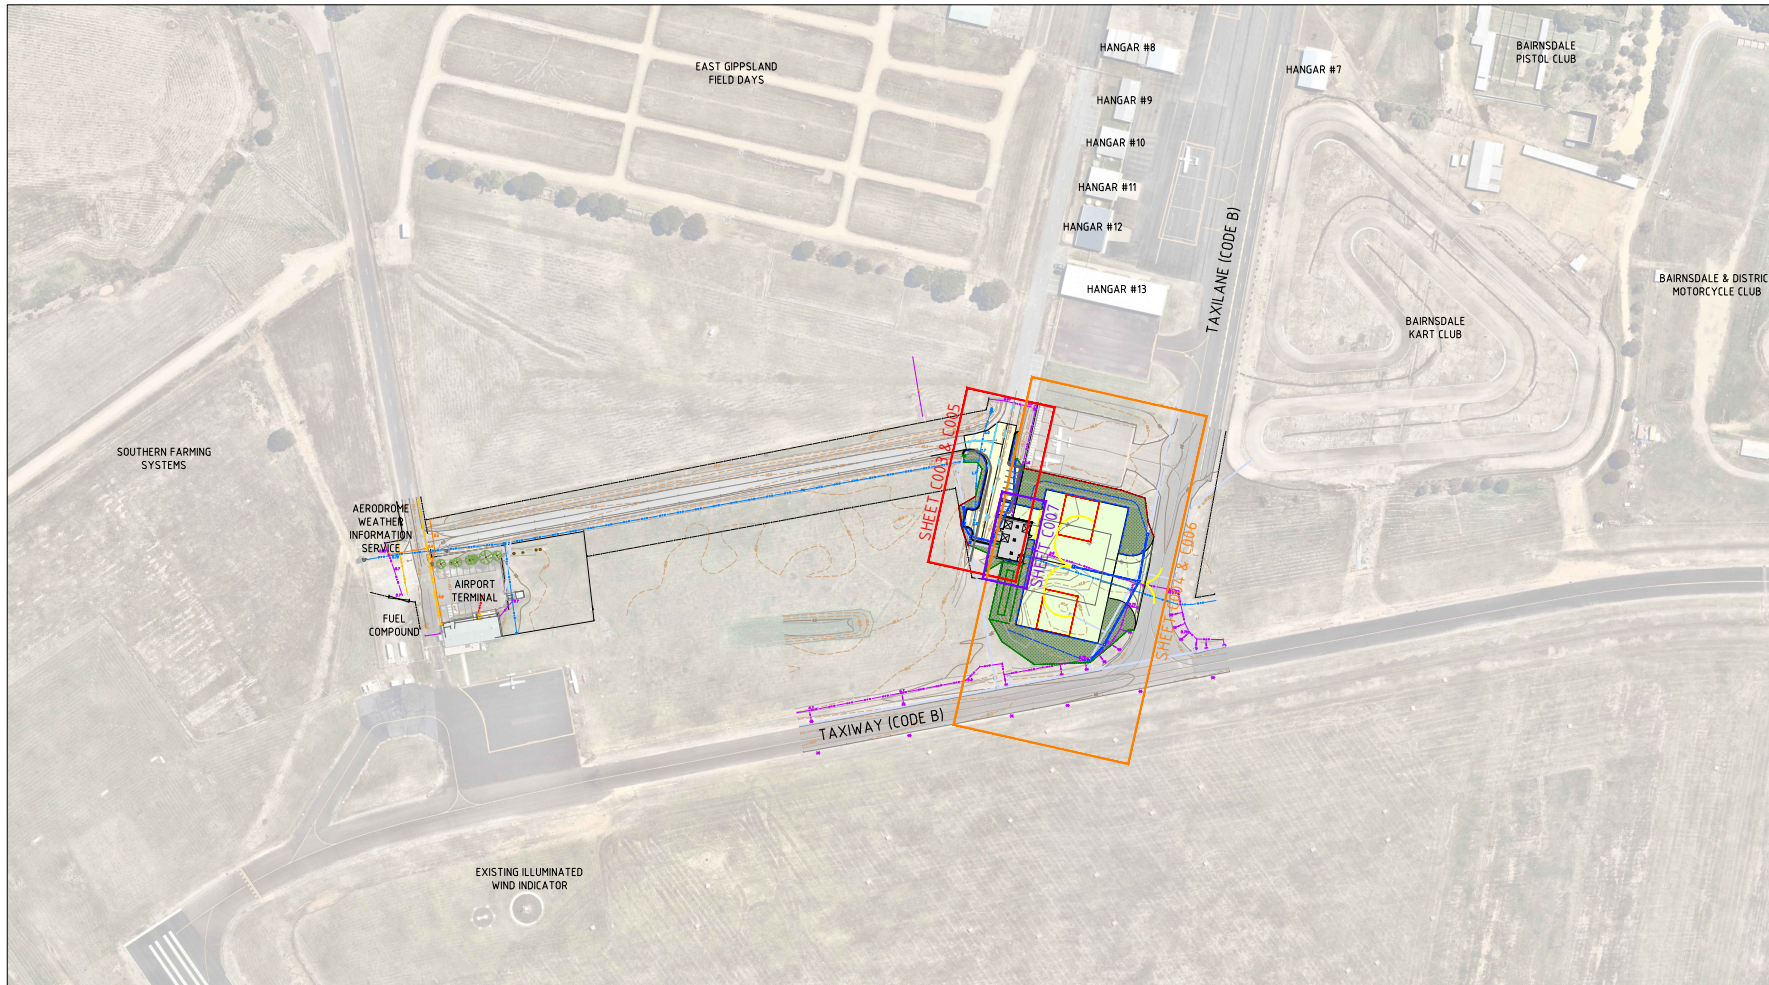 HANGAR #8
EAST GIPPSLAND
FIELD DAYS
HANGAR #7
BAIRNSDALE
PISTOL CLUB
HANGAR #9
HANGAR #10
HANGAR #11
HANGAR #12
TAXILANE (CODE B)
HANGAR #13
BAIRNSDALE & DISTRIC
MOTORCYCLE CLUB
BAIRNSDALE
KART CLUB
SOUTHERN FARMING
SYSTEMS
SHEET C003 & C005
AERODROME
WEATHER
INFORMATION
SERVICE
SHEET C007
SHEET C004 & C006
AIRPORT
TERMINAL
FUEL
COMPOUND
TAXIWAY (CODE B)
EXISTING ILLUMINATED
WIND INDICATOR